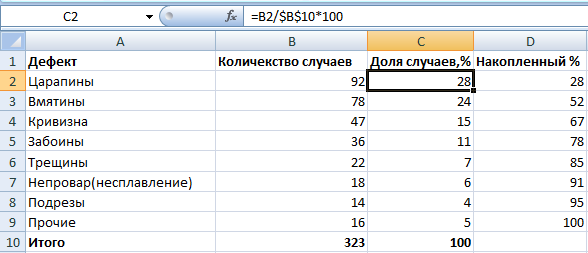 C2 fx =B2/$B$10*100
A B C D
1 Дефект Количекство случаев Доля случаев,% Накопленный %
2 Царапины 92 28 28
3 Вмятины 78 24 52
4 Кривизна 47 15 67
5 Забоины 36 11 78
6 Трещины 22 7 85
7 Непровар(несплавление) 18 6 91
8 Подрезы 14 4 95
9 Прочие 16 5 100
10 Итого 323 100